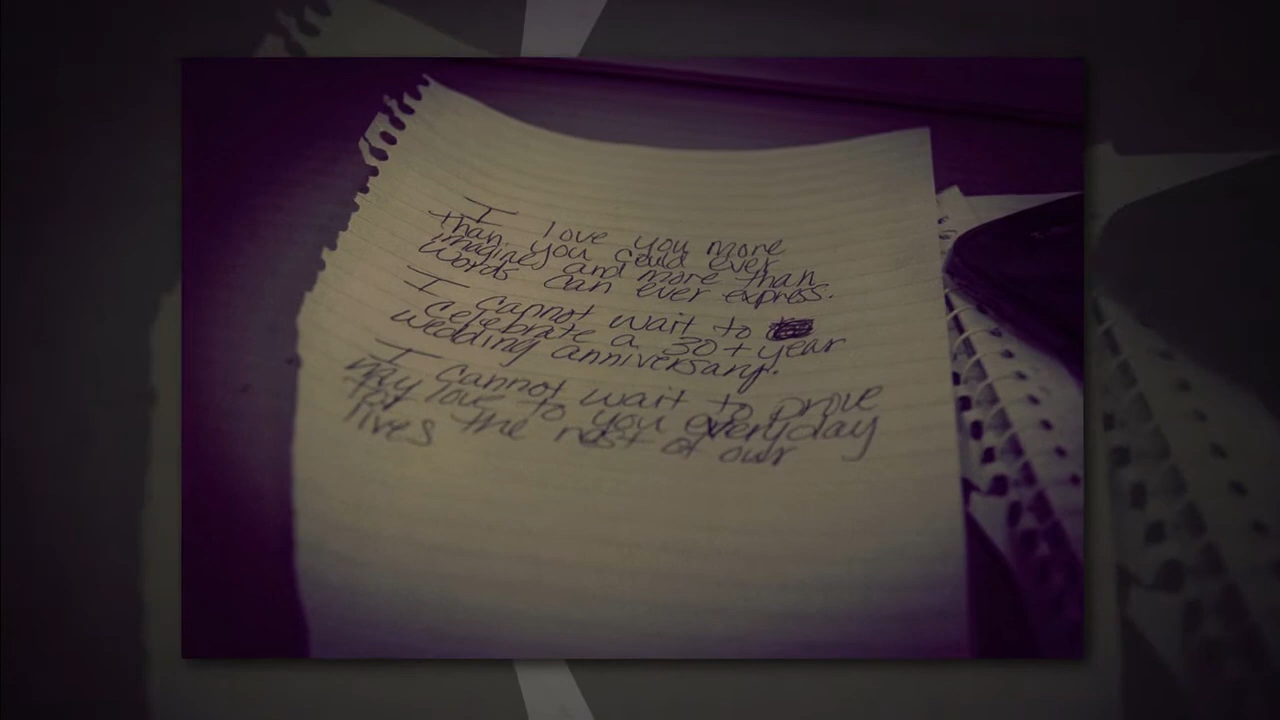 I love you more
than you could ever
imagine and more than
words can ever express.
I cannot wait to
celebrate a 30+ year
wedding anniversary.
I cannot wait to prove
my love to you everyday
for the rest of our
lives